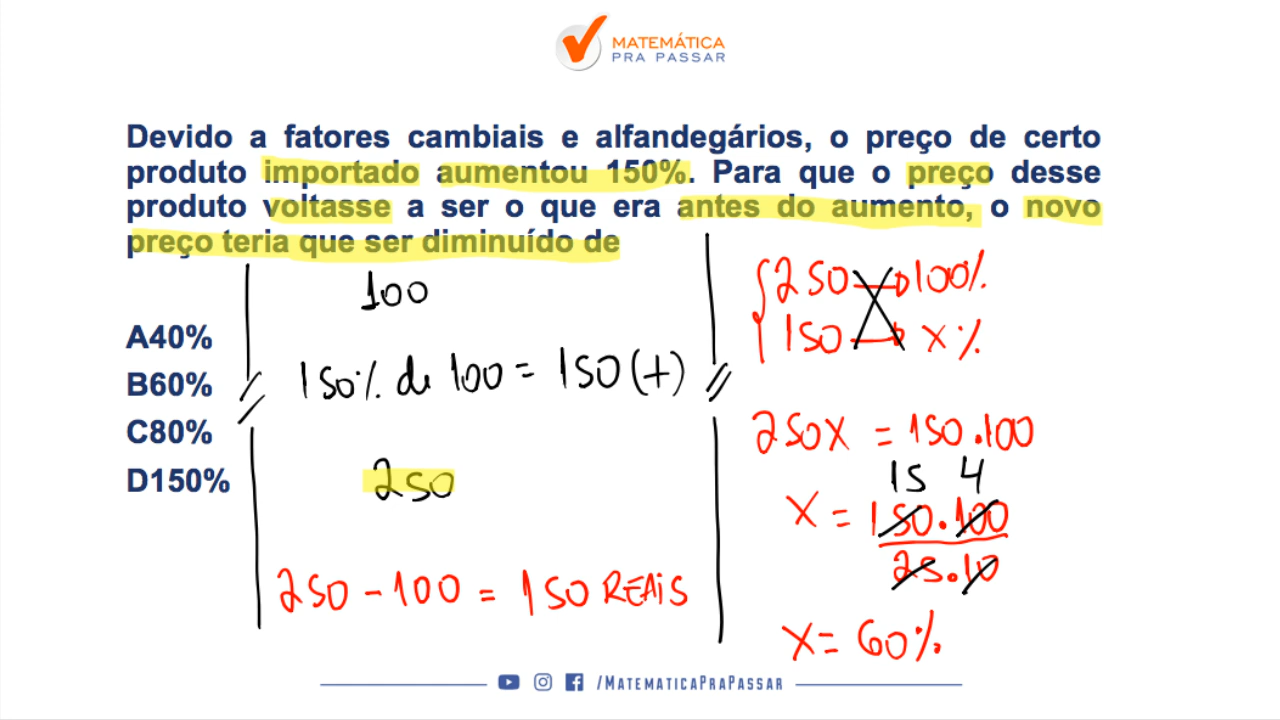 MATEMÁTICA
PRA PASSAR
Devido a fatores cambiais e alfandegários, o preço de certo
produto importado aumentou 150%. Para que o preço desse
produto voltasse a ser o que era antes do aumento, o novo
preço teria que ser diminuído de
A40%
B60%
C80%
D150%
100
150% de 100 = 150 (+)
250
250 - 100 = 150 REAIS
250 → 100%
150 → X%
250X = 150.100
15 4
X = 150.100
25.10
X = 60%
/MATEMATICAPRAPASSAR